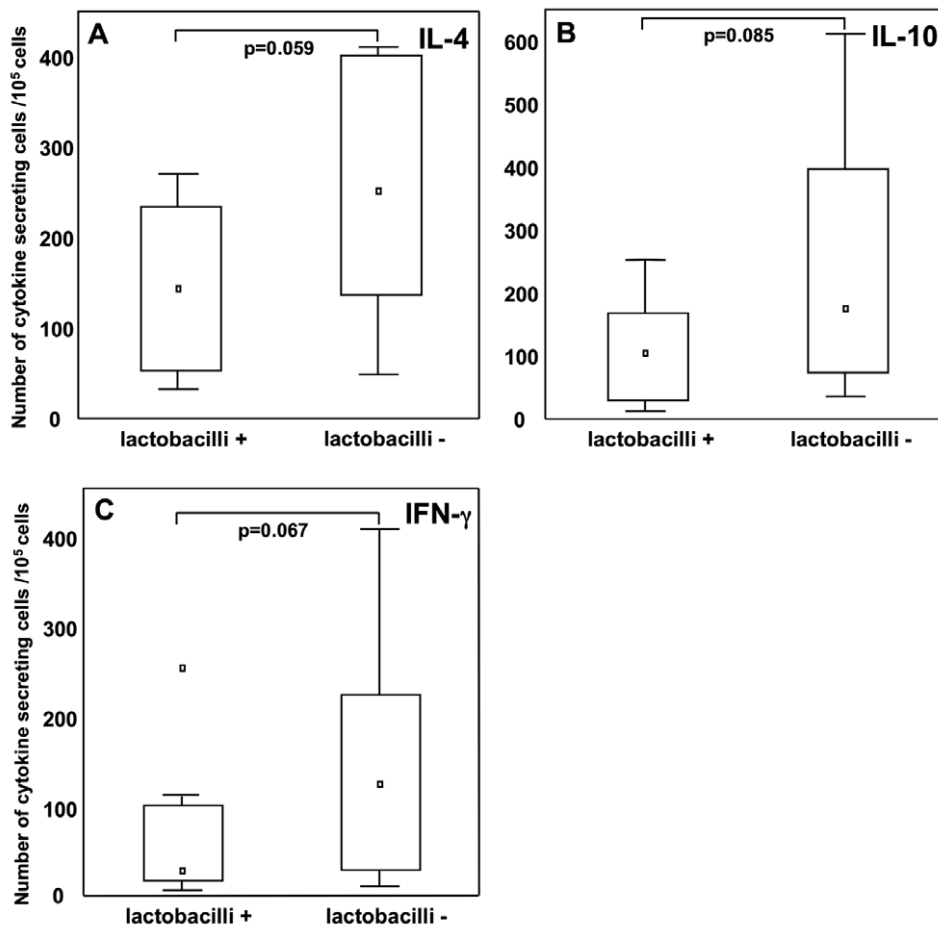 A
IL-4
p=0.059
Number of cytokine secreting cells /10⁵ cells
400
300
200
100
0
lactobacilli +
lactobacilli -
B
IL-10
p=0.085
600
500
400
300
200
100
0
lactobacilli +
lactobacilli -
C
IFN-γ
p=0.067
Number of cytokine secreting cells /10⁵ cells
400
300
200
100
0
lactobacilli +
lactobacilli -